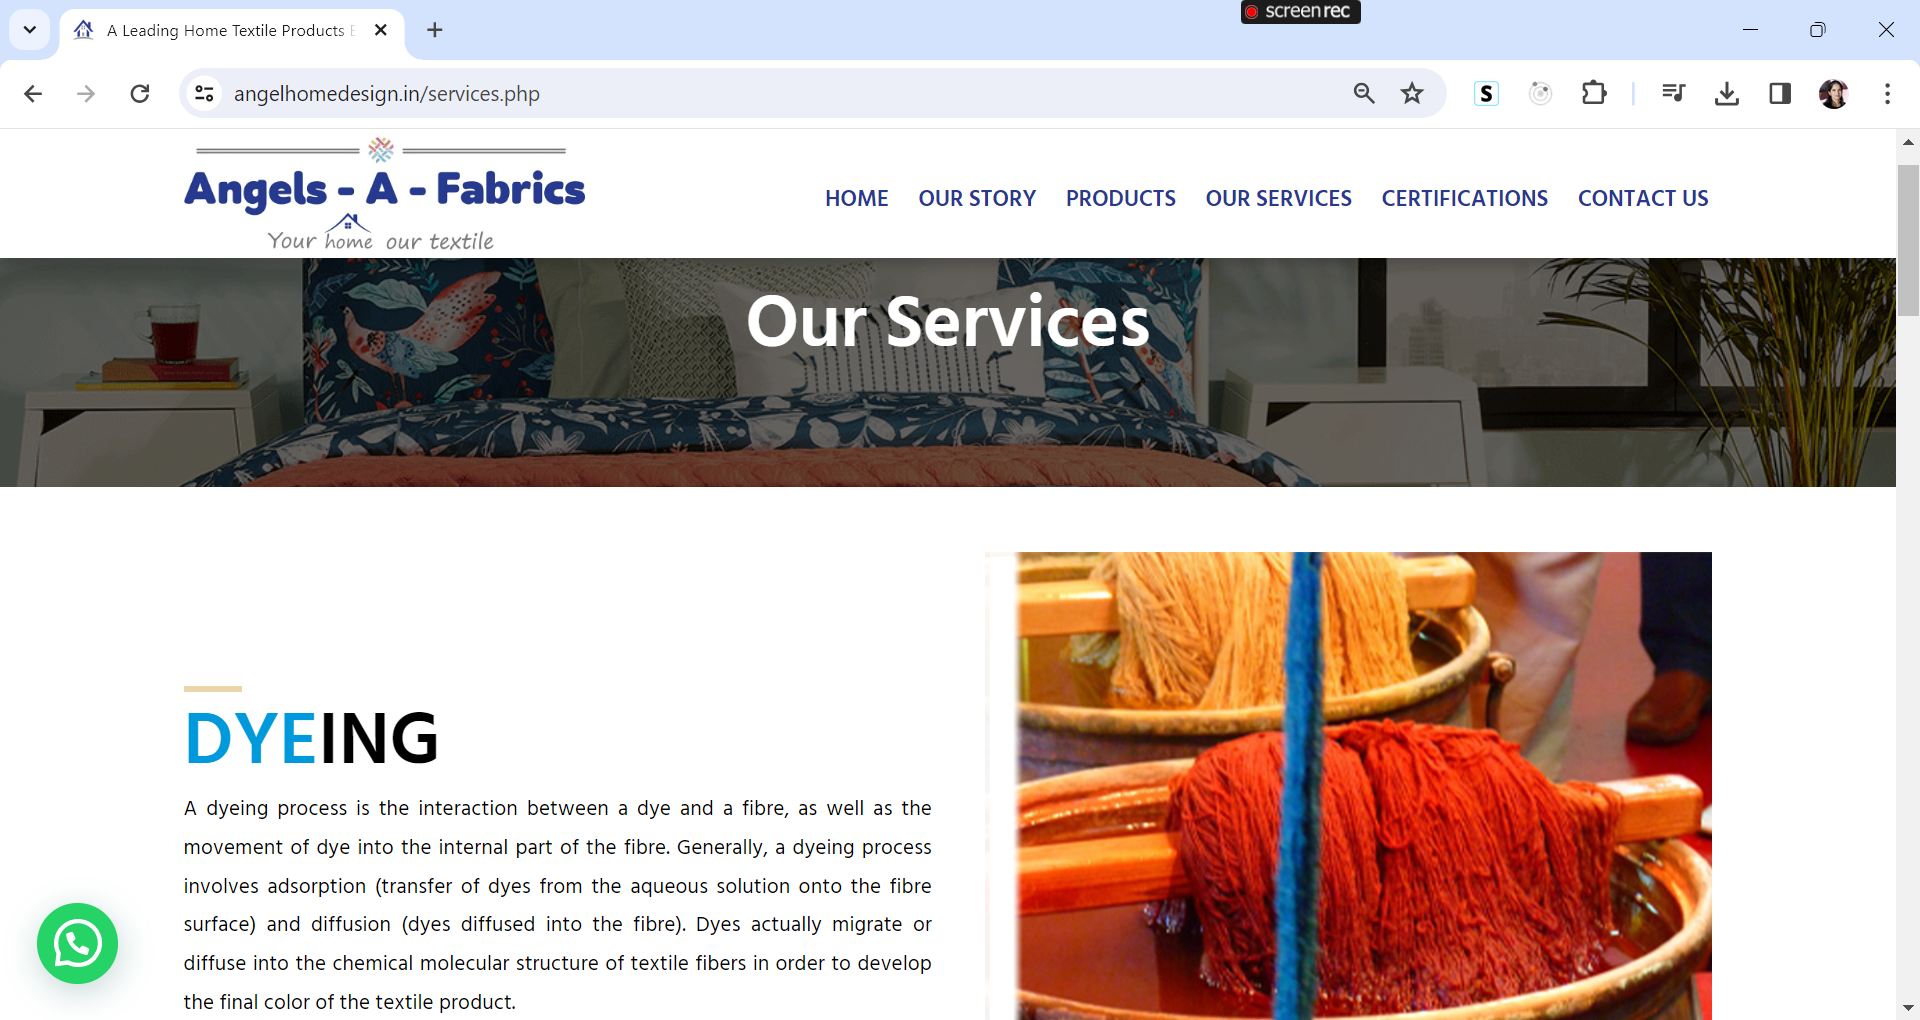 screenrec
A Leading Home Textile Products E
angelhomedesign.in/services.php
S
Angels - A - Fabrics
Your home our textile
HOME OUR STORY PRODUCTS OUR SERVICES CERTIFICATIONS CONTACT US
Our Services
DYEING
A dyeing process is the interaction between a dye and a fibre, as well as the
movement of dye into the internal part of the fibre. Generally, a dyeing process
involves adsorption (transfer of dyes from the aqueous solution onto the fibre
surface) and diffusion (dyes diffused into the fibre). Dyes actually migrate or
diffuse into the chemical molecular structure of textile fibers in order to develop
the final color of the textile product.